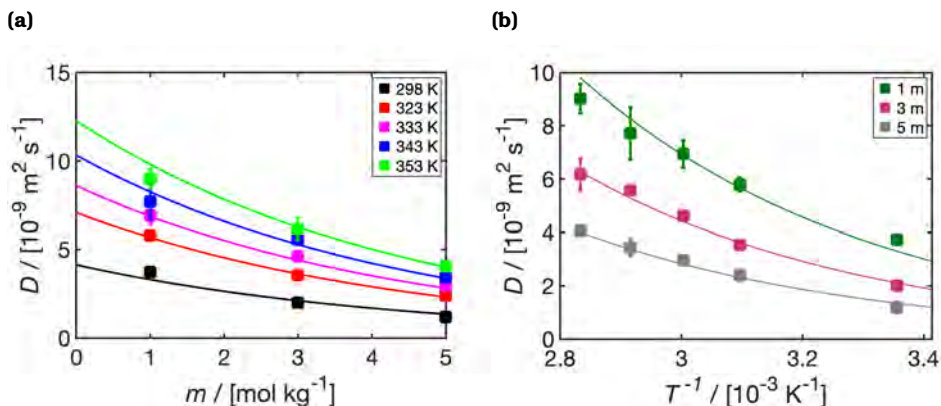 (a)
15
10
5
0
0 1 2 3 4 5
D / [10⁻⁹ m² s⁻¹]
m / [mol kg⁻¹]
298 K
323 K
333 K
343 K
353 K
(b)
10
8
6
4
2
0
2.8 3 3.2 3.4
D / [10⁻⁹ m² s⁻¹]
T⁻¹ / [10⁻³ K⁻¹]
1 m
3 m
5 m